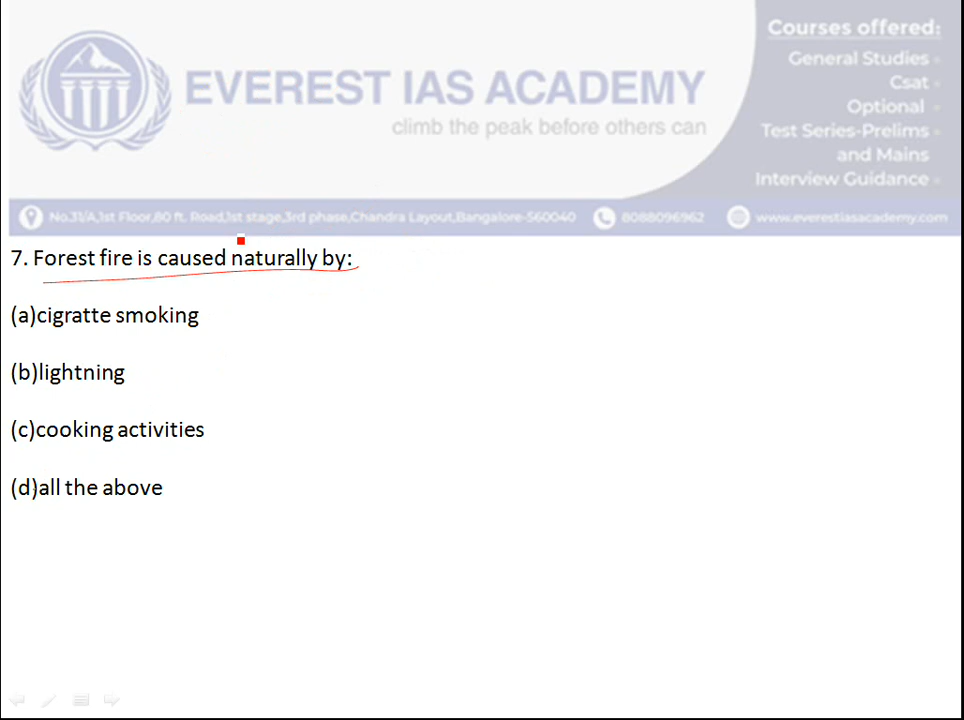 EVEREST IAS ACADEMY
climb the peak before others can
Courses offered:
General Studies
Csat
Optional
Test Series-Prelims
and Mains
Interview Guidance
No.31/A,1st Floor,80 ft. Road,1st stage,3rd phase,Chandra Layout,Bangalore-560040 8088096962 www.everestiasacademy.com
7. Forest fire is caused naturally by:
(a)cigratte smoking
(b)lightning
(c)cooking activities
(d)all the above